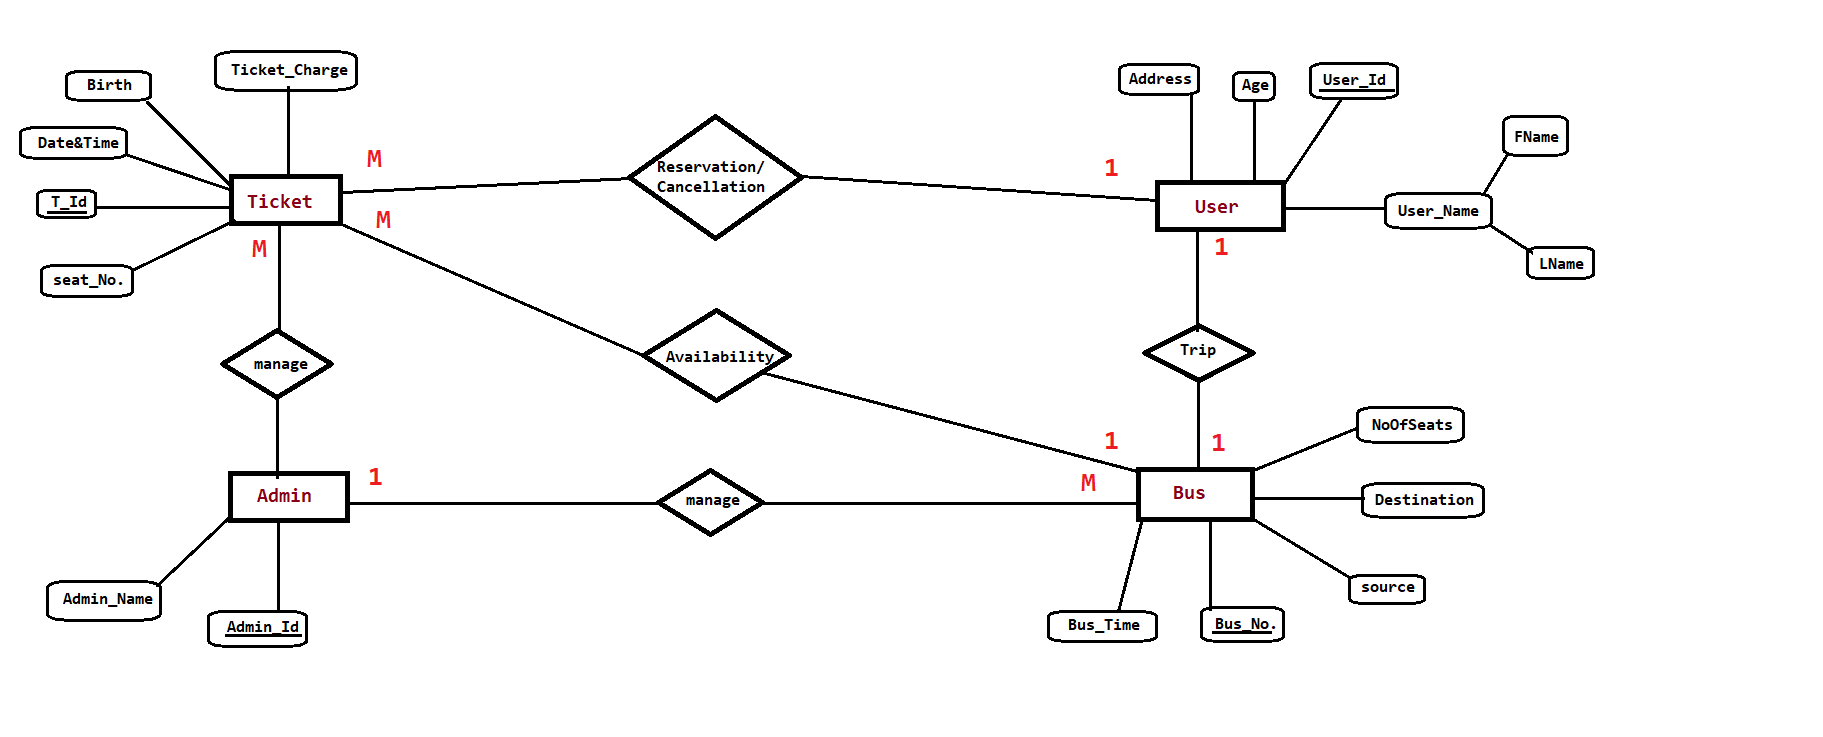 Ticket_Charge
Birth
Address
Age
User_Id
Date&Time
FName
M
Reservation/
Cancellation
1
T_Id
Ticket
User
User_Name
M
M
1
seat_No.
LName
manage
Availability
Trip
NoOfSeats
1
1
1
M
Admin
manage
Bus
Destination
source
Admin_Name
Admin_Id
Bus_Time
Bus_No.